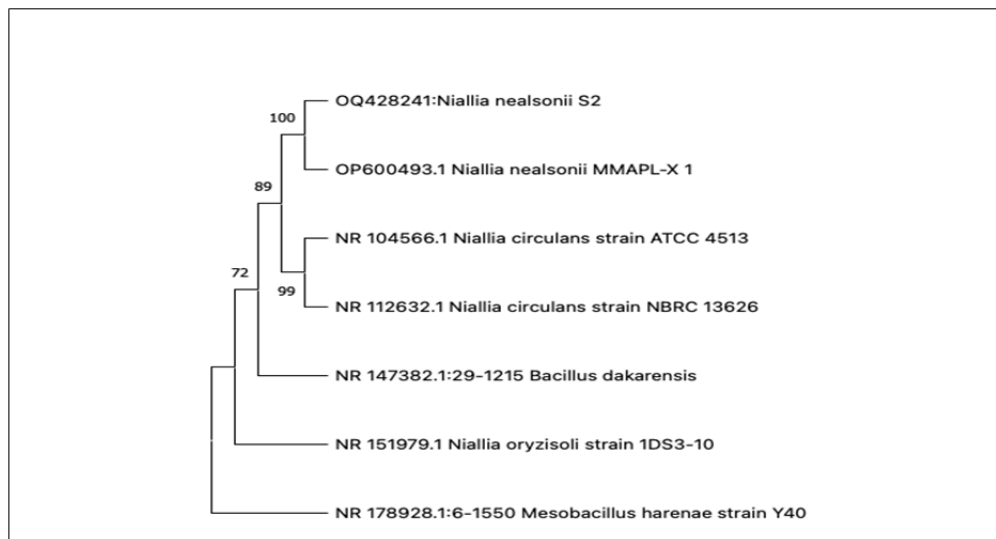 OQ428241:Niallia nealsonii S2
100
OP600493.1 Niallia nealsonii MMAPL-X 1
89
NR 104566.1 Niallia circulans strain ATCC 4513
72
99
NR 112632.1 Niallia circulans strain NBRC 13626
NR 147382.1:29-1215 Bacillus dakarensis
NR 151979.1 Niallia oryzisoli strain 1DS3-10
NR 178928.1:6-1550 Mesobacillus harenae strain Y40